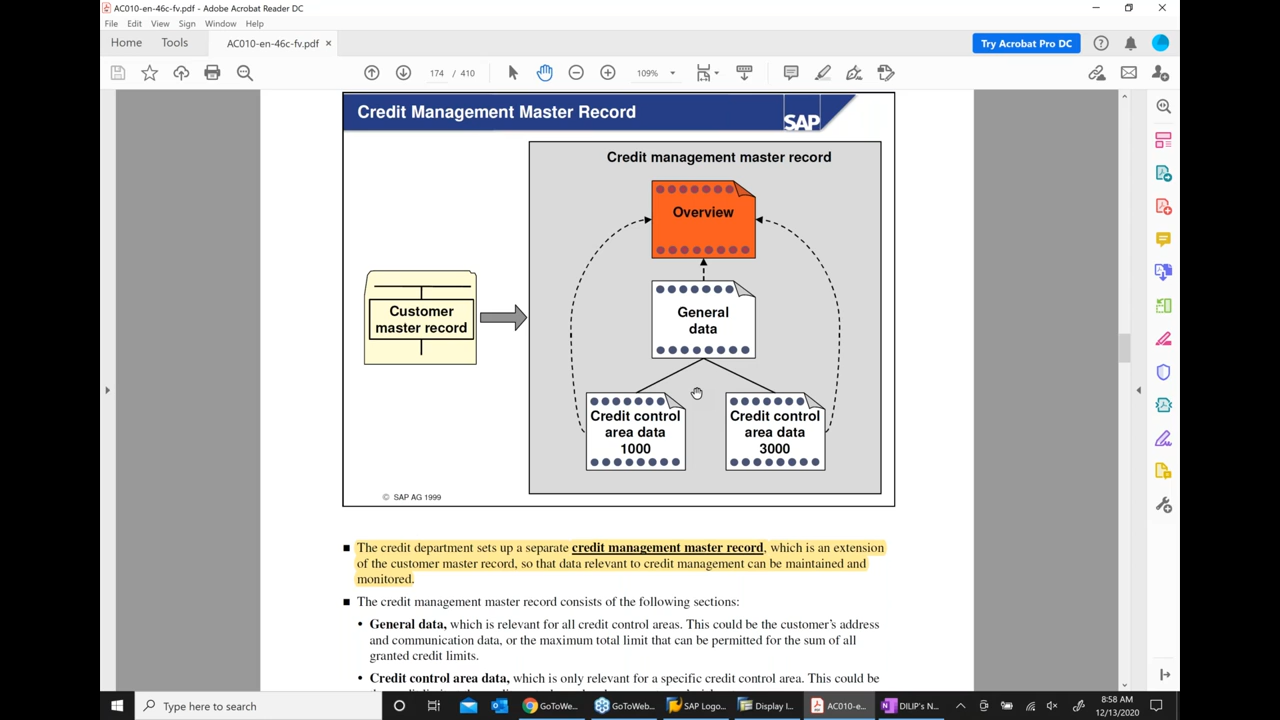 AC010-en-46c-fv.pdf - Adobe Acrobat Reader DC
File Edit View Sign Window Help
Home Tools AC010-en-46c-fv.pdf × Try Acrobat Pro DC
174 / 410 109%
Credit Management Master Record
SAP
Credit management master record
Overview
General
data
Customer
master record
Credit control
area data
1000
Credit control
area data
3000
© SAP AG 1999
The credit department sets up a separate credit management master record, which is an extension
of the customer master record, so that data relevant to credit management can be maintained and
monitored.
The credit management master record consists of the following sections:
General data, which is relevant for all credit control areas. This could be the customer's address
and communication data, or the maximum total limit that can be permitted for the sum of all
granted credit limits.
Credit control area data, which is only relevant for a specific credit control area. This could be
Type here to search
GoToWe...
GoToWeb...
SAP Logo...
Display I...
AC010-e...
DILIP's N...
8:58 AM
12/13/2020